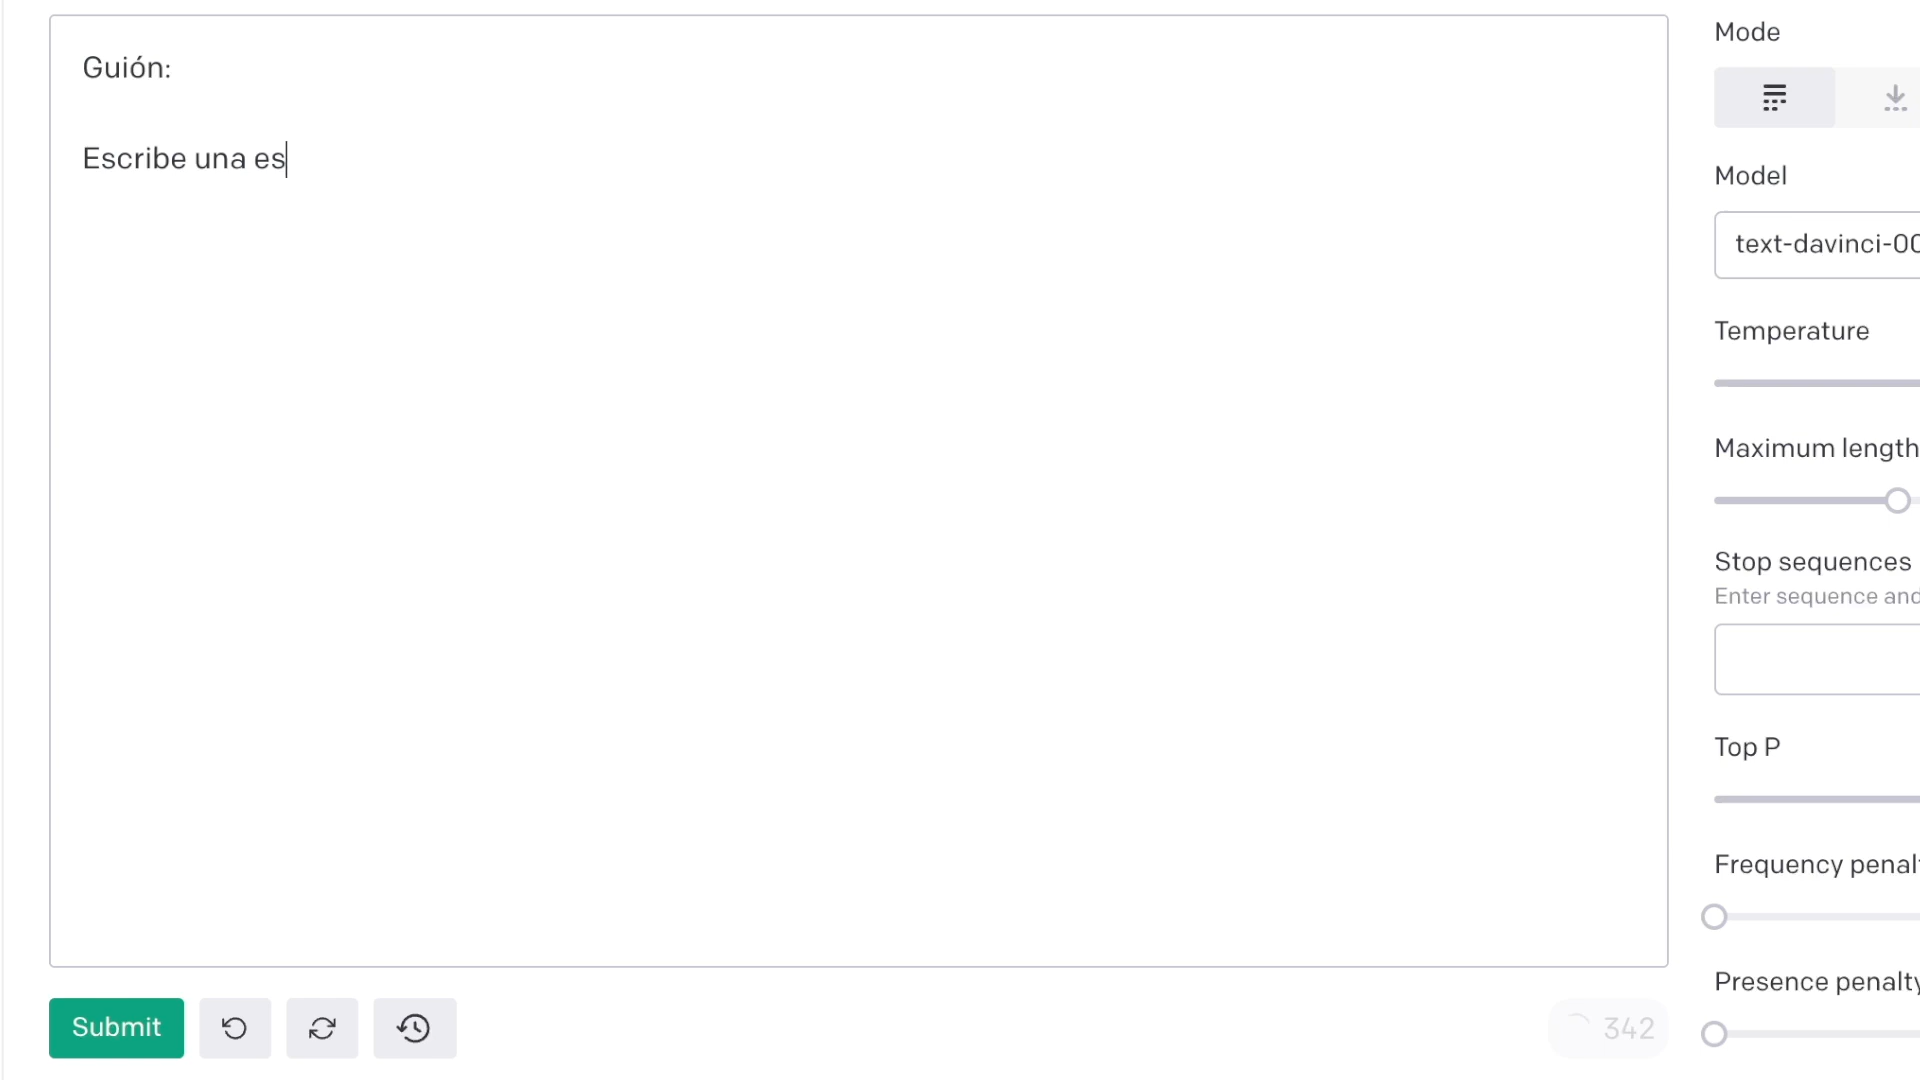 Guión:
Escribe una es
Submit
342
Mode
Model
text-davinci-00
Temperature
Maximum length
Stop sequences
Enter sequence and
Top P
Frequency penal
Presence penalty